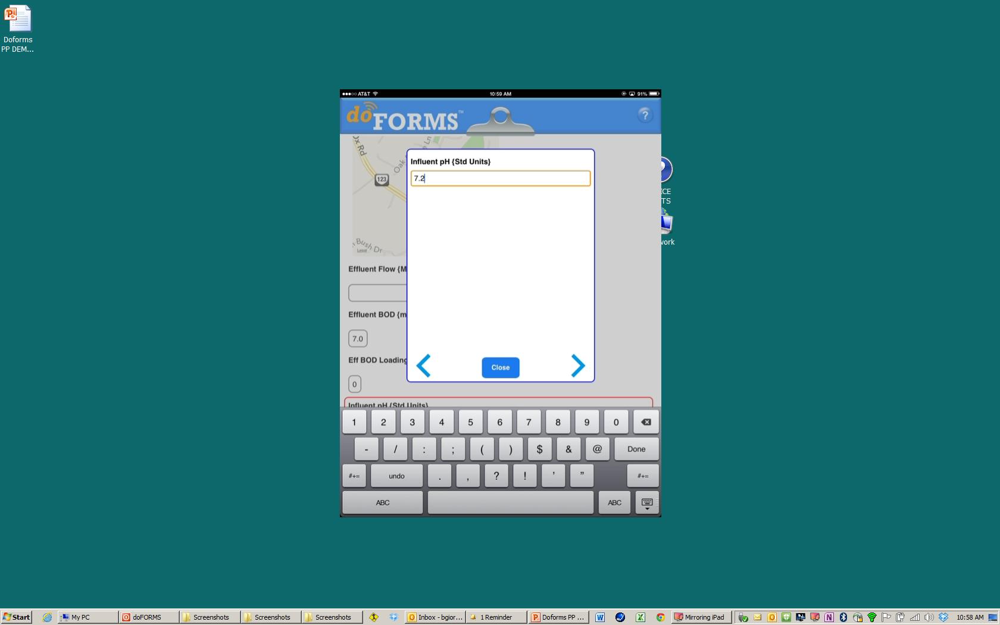 Doforms
PP DEM...
AT&T
10:59 AM
91%
doFORMS™
?
Ox Rd
Oak
e Ln
123
n Bush Dr
Legal
Influent pH {Std Units}
7.2
Close
Effluent Flow {M
Effluent BOD {m
7.0
Eff BOD Loading
0
Influent pH {Std Units}
ICE
TS
work
1 2 3 4 5 6 7 8 9 0
- / : ; ( ) $ & @ Done
#+= undo . , ? ! ' " #+=
ABC ABC
Start My PC doFORMS Screenshots Screenshots Screenshots Inbox - bgior... 1 Reminder Doforms PP ... Mirroring iPad 10:58 AM